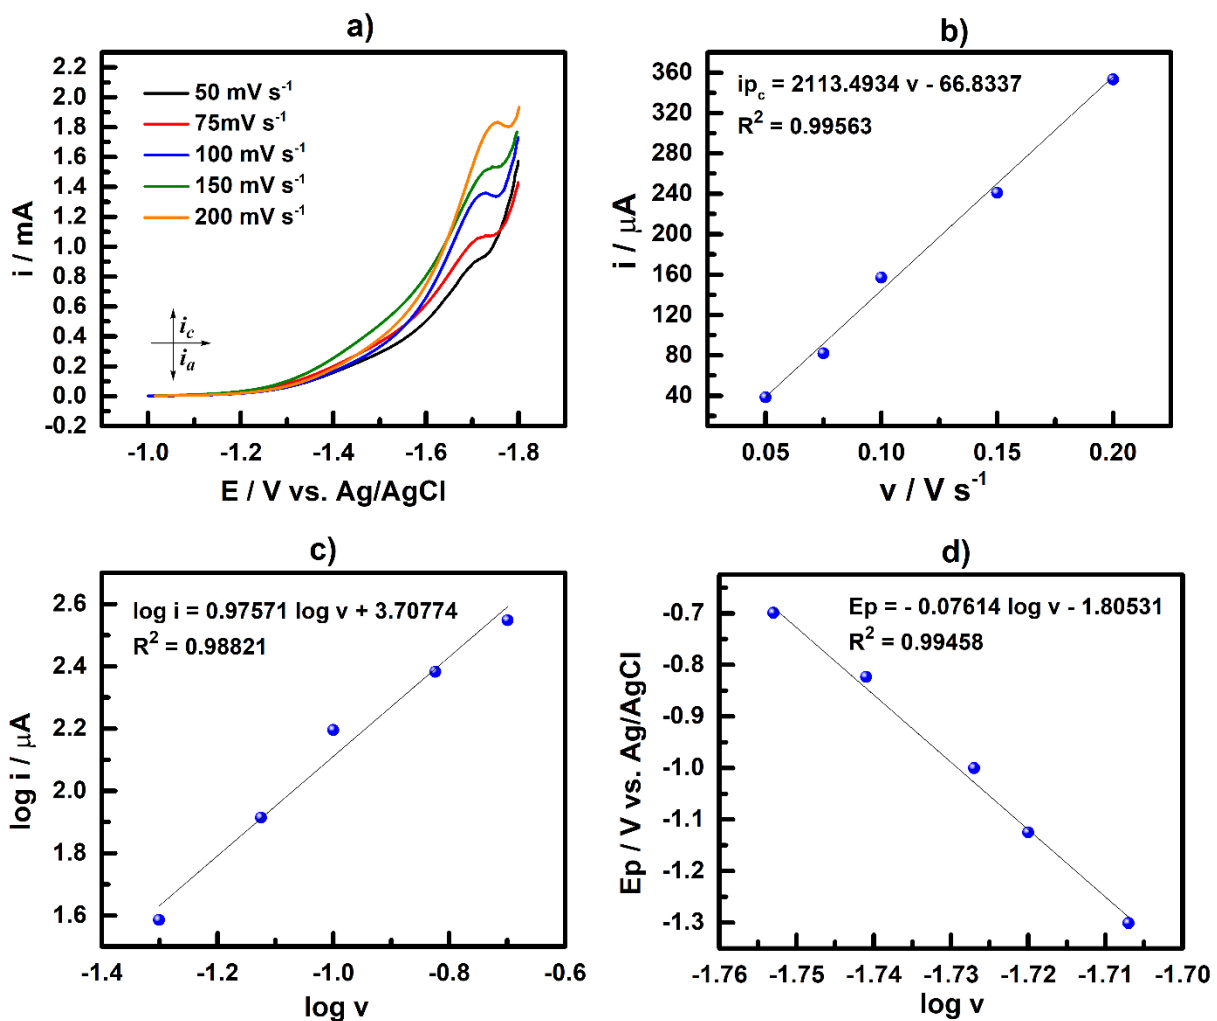 a)
2.2
2.0
1.8
1.6
1.4
1.2
1.0
0.8
0.6
0.4
0.2
0.0
-0.2
i / mA
50 mV s-1
75mV s-1
100 mV s-1
150 mV s-1
200 mV s-1
ic
ia
-1.0 -1.2 -1.4 -1.6 -1.8
E / V vs. Ag/AgCl
b)
360
320
280
240
200
160
120
80
40
i / μA
ipc = 2113.4934 v - 66.8337
R2 = 0.99563
0.05 0.10 0.15 0.20
v / V s-1
c)
2.6
2.4
2.2
2.0
1.8
1.6
log i / μA
log i = 0.97571 log v + 3.70774
R2 = 0.98821
-1.4 -1.2 -1.0 -0.8 -0.6
log v
d)
-0.7
-0.8
-0.9
-1.0
-1.1
-1.2
-1.3
Ep / V vs. Ag/AgCl
Ep = - 0.07614 log v - 1.80531
R2 = 0.99458
-1.76 -1.75 -1.74 -1.73 -1.72 -1.71 -1.70
log v